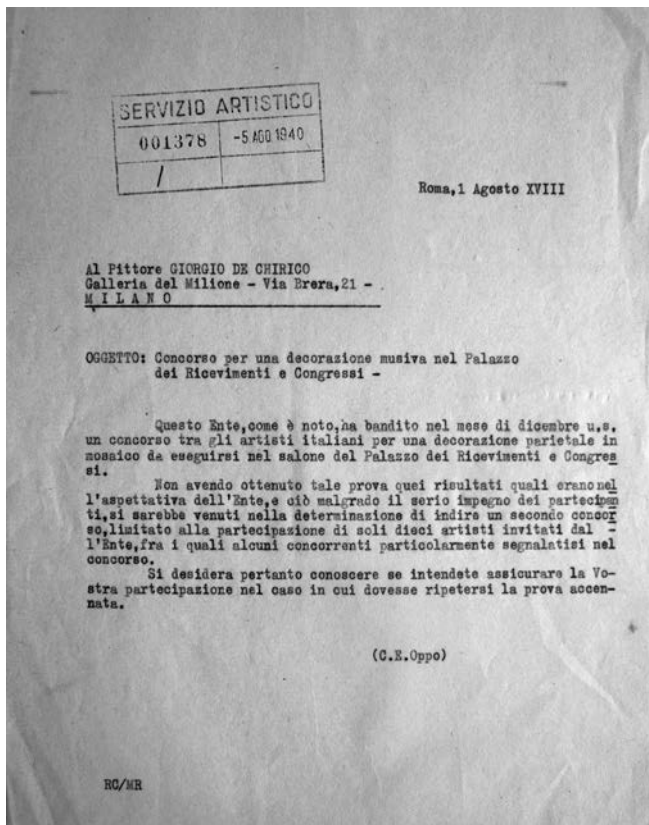 SERVIZIO ARTISTICO
001378 -5 AGO 1940
/
Roma,1 Agosto XVIII
Al Pittore GIORGIO DE CHIRICO
Galleria del Milione - Via Brera,21 -
M I L A N O
OGGETTO: Concorso per una decorazione musiva nel Palazzo
dei Ricevimenti e Congressi -
Questo Ente,come è noto,ha bandito nel mese di dicembre u.s.
un concorso tra gli artisti italiani per una decorazione parietale in
mosaico da eseguirsi nel salone del Palazzo dei Ricevimenti e Congres
si.
Non avendo ottenuto tale prova quei risultati quali erano nel
l'aspettativa dell'Ente,e ciò malgrado il serio impegno dei partecipan
ti,si sarebbe venuti nella determinazione di indire un secondo concor
so,limitato alla partecipazione di soli dieci artisti invitati dal -
l'Ente,fra i quali alcuni concorrenti particolarmente segnalatisi nel
concorso.
Si desidera pertanto conoscere se intendete assicurare la Vo-
stra partecipazione nel caso in cui dovesse ripetersi la prova accen-
nata.
(C.E.Oppo)
RC/MR